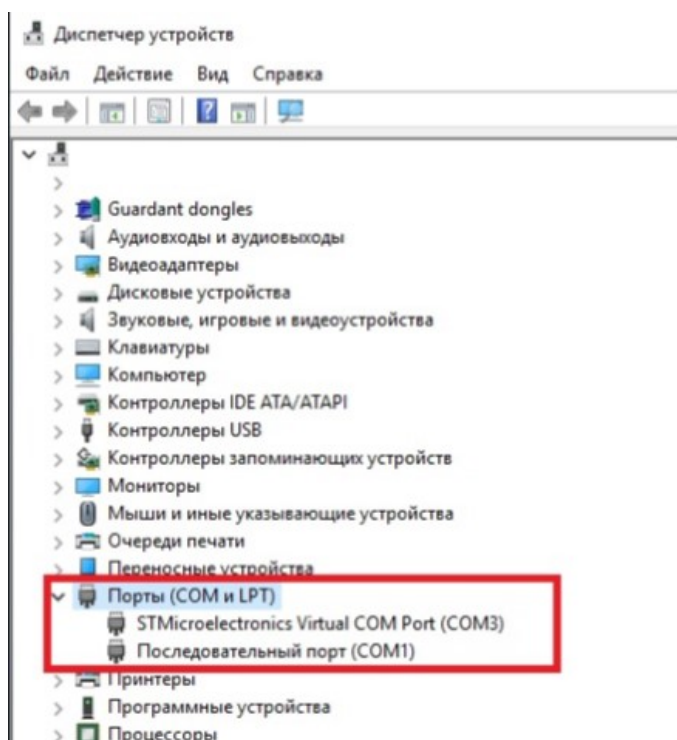 Диспетчер устройств
Файл Действие Вид Справка
Guardant dongles
Аудиовходы и аудиовыходы
Видеоадаптеры
Дисковые устройства
Звуковые, игровые и видеоустройства
Клавиатуры
Компьютер
Контроллеры IDE ATA/ATAPI
Контроллеры USB
Контроллеры запоминающих устройств
Мониторы
Мыши и иные указывающие устройства
Очереди печати
Переносные устройства
Порты (COM и LPT)
STMicroelectronics Virtual COM Port (COM3)
Последовательный порт (COM1)
Принтеры
Программные устройства
Процессоры